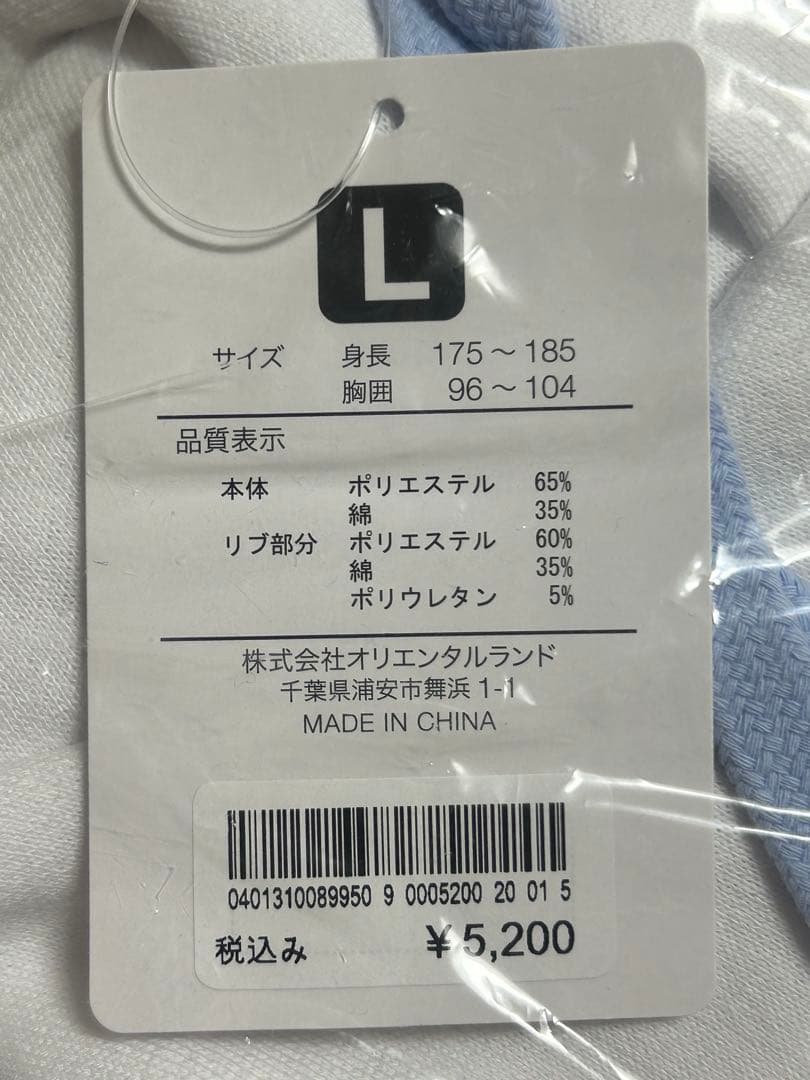 L
サイズ 身長 175～185
胸囲 96～104
品質表示
本体 ポリエステル 65%
綿 35%
リブ部分 ポリエステル 60%
綿 35%
ポリウレタン 5%
株式会社オリエンタルランド
千葉県浦安市舞浜 1-1
MADE IN CHINA
0401310089950 9 0005200 20 01 5
税込み ¥5,200